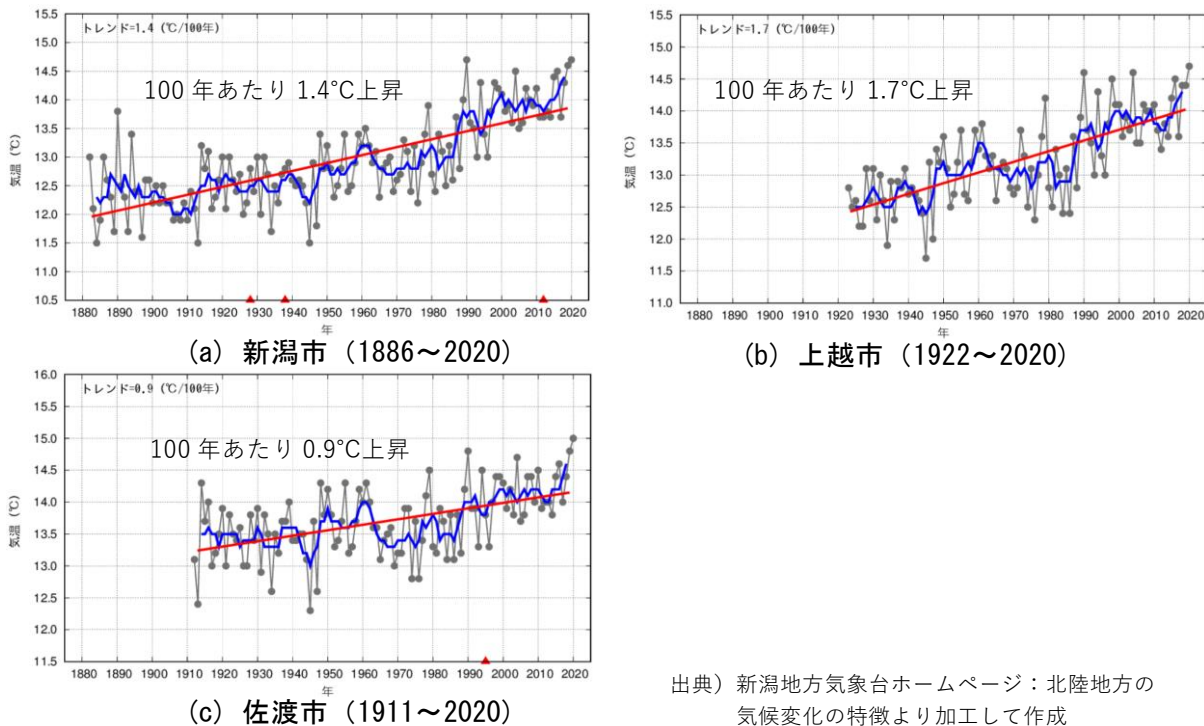 トレンド=1.4 (℃/100年)
100 年あたり 1.4℃上昇
気温 (℃)
15.5
15.0
14.5
14.0
13.5
13.0
12.5
12.0
11.5
11.0
10.5
1880 1890 1900 1910 1920 1930 1940 1950 1960 1970 1980 1990 2000 2010 2020
年
(a) 新潟市（1886～2020）
トレンド=1.7 (℃/100年)
100 年あたり 1.7℃上昇
気温 (℃)
16.0
15.5
15.0
14.5
14.0
13.5
13.0
12.5
12.0
11.5
11.0
1880 1890 1900 1910 1920 1930 1940 1950 1960 1970 1980 1990 2000 2010 2020
年
(b) 上越市（1922～2020）
トレンド=0.9 (℃/100年)
100 年あたり 0.9℃上昇
気温 (℃)
16.0
15.5
15.0
14.5
14.0
13.5
13.0
12.5
12.0
11.5
1880 1890 1900 1910 1920 1930 1940 1950 1960 1970 1980 1990 2000 2010 2020
年
(c) 佐渡市（1911～2020）
出典）新潟地方気象台ホームページ：北陸地方の
気候変化の特徴より加工して作成